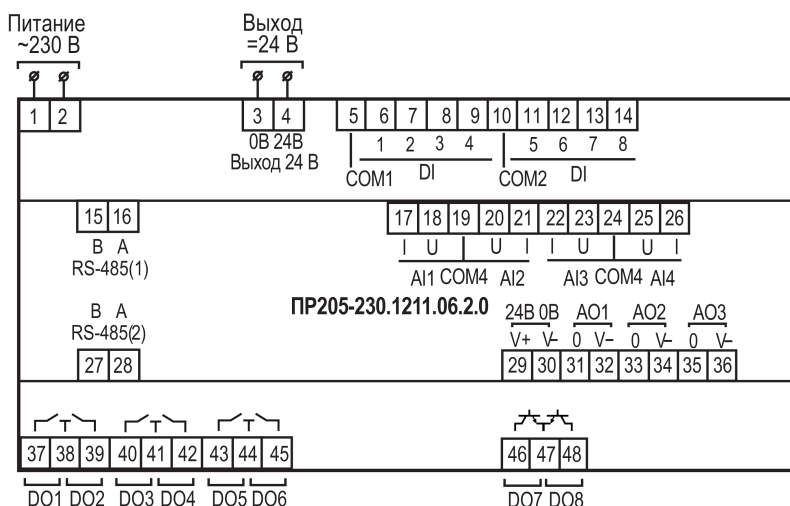 Питание Выход
~230 В =24 В
1 2 3 4 5 6 7 8 9 10 11 12 13 14
0В 24В 1 2 3 4 5 6 7 8
Выход 24 В
COM1 DI COM2 DI
15 16 17 18 19 20 21 22 23 24 25 26
B A I U U I I U U I
RS-485(1)
AI1 COM4 AI2 AI3 COM4 AI4
ПР205-230.1211.06.2.0
B A 24В 0В AO1 AO2 AO3
RS-485(2) V+ V– 0 V– 0 V– 0 V–
27 28 29 30 31 32 33 34 35 36
37 38 39 40 41 42 43 44 45 46 47 48
DO1 DO2 DO3 DO4 DO5 DO6 DO7 DO8